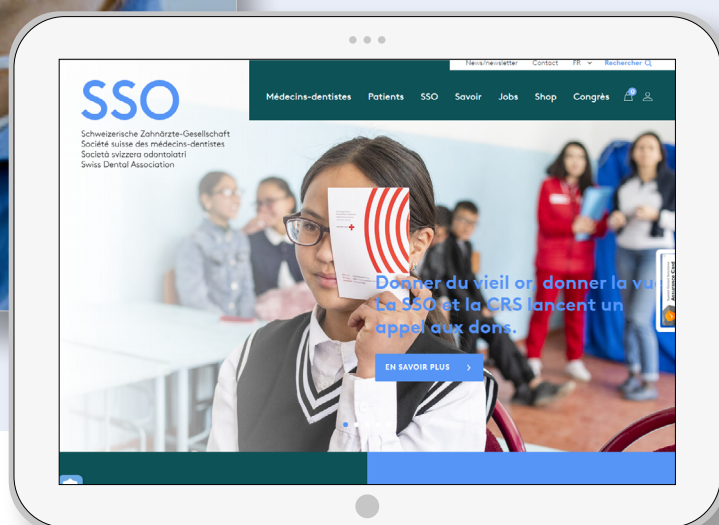 News/newsletter Contact FR Rechercher
SSO
Médecins-dentistes Patients SSO Savoir Jobs Shop Congrès 0
Schweizerische Zahnärzte-Gesellschaft
Société suisse des médecins-dentistes
Società svizzera odontoiatri
Swiss Dental Association
Donner du vieil or, donner la vue
La SSO et la CRS lancent un
appel aux dons.
EN SAVOIR PLUS